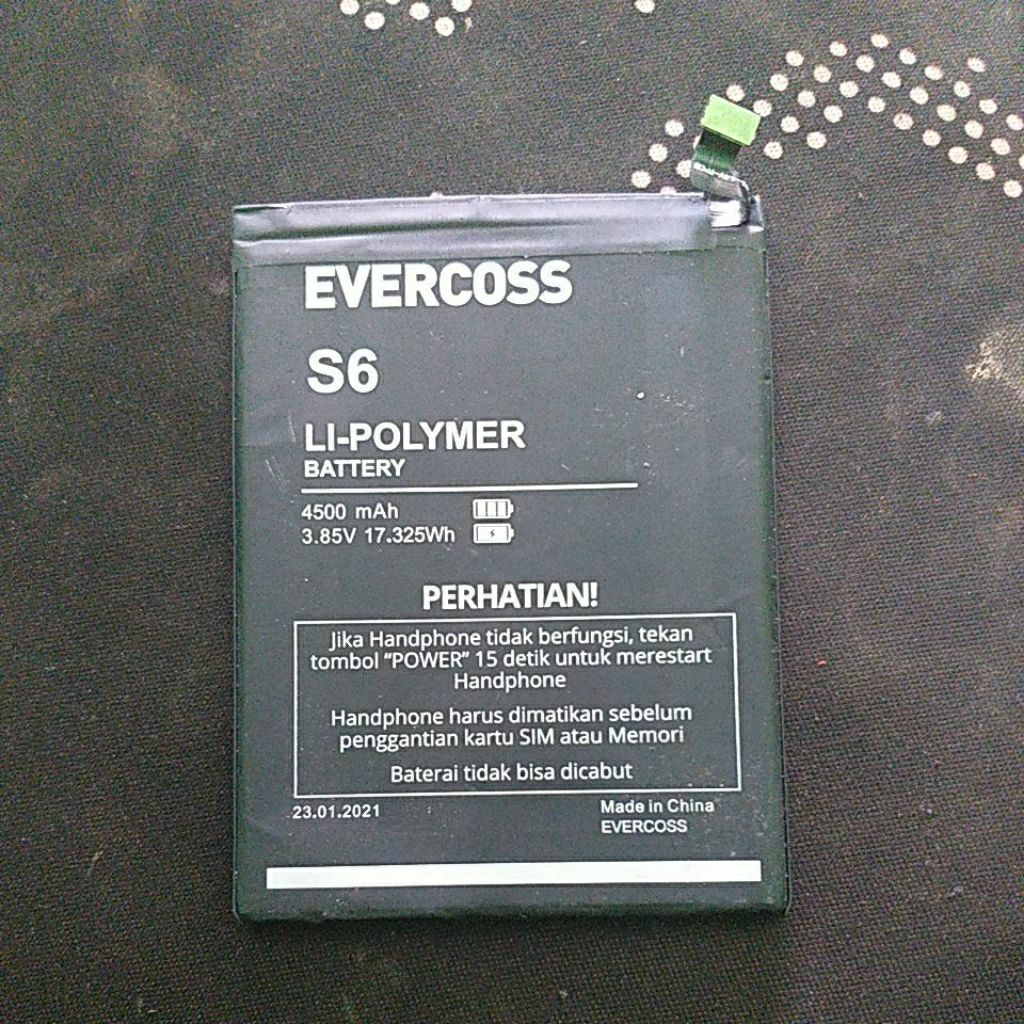 EVERCOSS
S6
LI-POLYMER
BATTERY
4500 mAh
3.85V 17.325Wh
PERHATIAN!
Jika Handphone tidak berfungsi, tekan
tombol “POWER” 15 detik untuk merestart
Handphone
Handphone harus dimatikan sebelum
penggantian kartu SIM atau Memori
Baterai tidak bisa dicabut
23.01.2021
Made in China
EVERCOSS